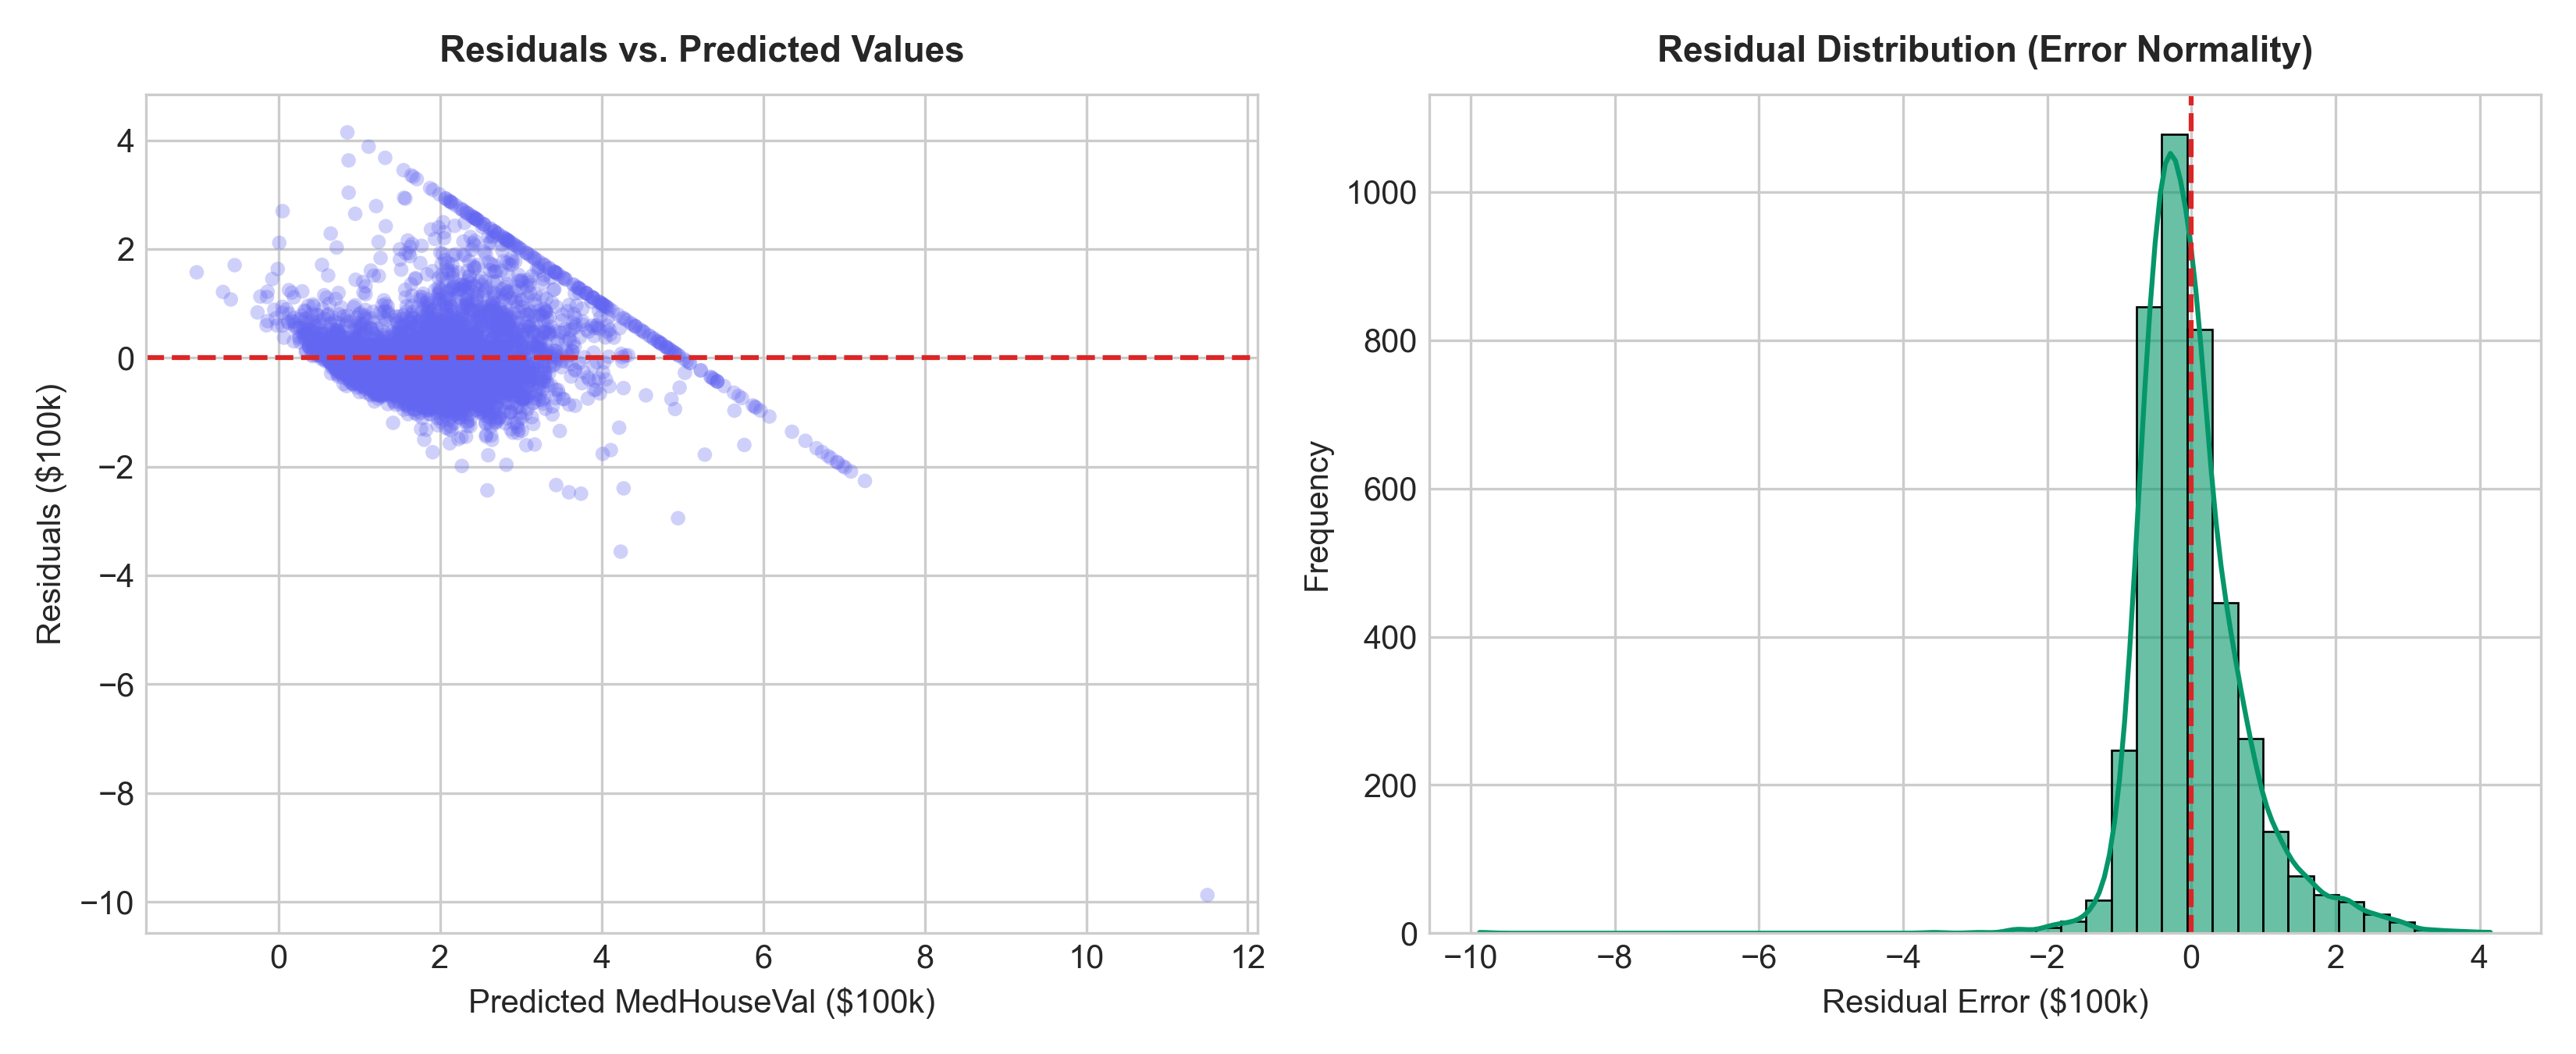 Residuals vs. Predicted Values
4
2
0
−2
−4
−6
−8
−10
Residuals ($100k)
0 2 4 6 8 10 12
Predicted MedHouseVal ($100k)
Residual Distribution (Error Normality)
1000
800
600
400
200
0
Frequency
−10 −8 −6 −4 −2 0 2 4
Residual Error ($100k)